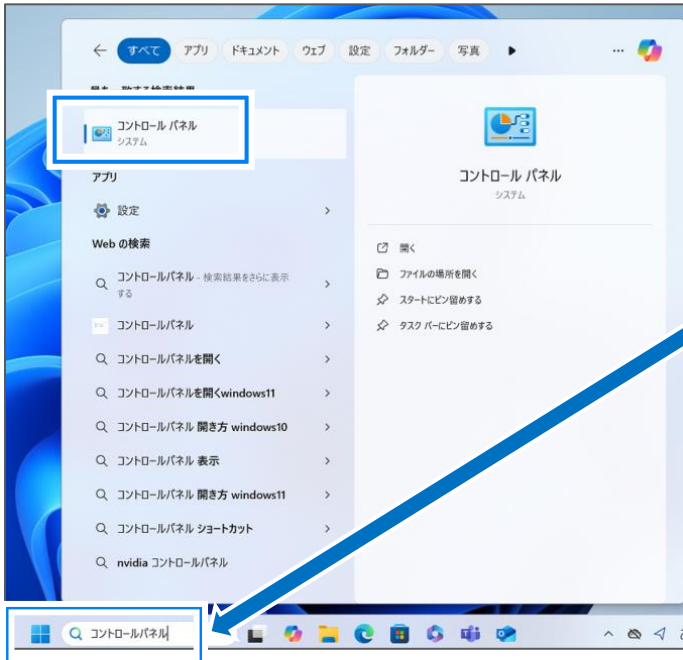 すべて アプリ ドキュメント ウェブ 設定 フォルダー 写真
コントロール パネル
システム
アプリ
設定
Web の検索
コントロールパネル - 検索結果をさらに表示
する
コントロールパネル
コントロールパネルを開く
コントロールパネルを開くwindows11
コントロールパネル 開き方 windows10
コントロールパネル 表示
コントロールパネル 開き方 windows11
コントロールパネル ショートカット
nvidia コントロールパネル
コントロール パネル
システム
開く
ファイルの場所を開く
スタートにピン留めする
タスク バーにピン留めする
コントロールパネル